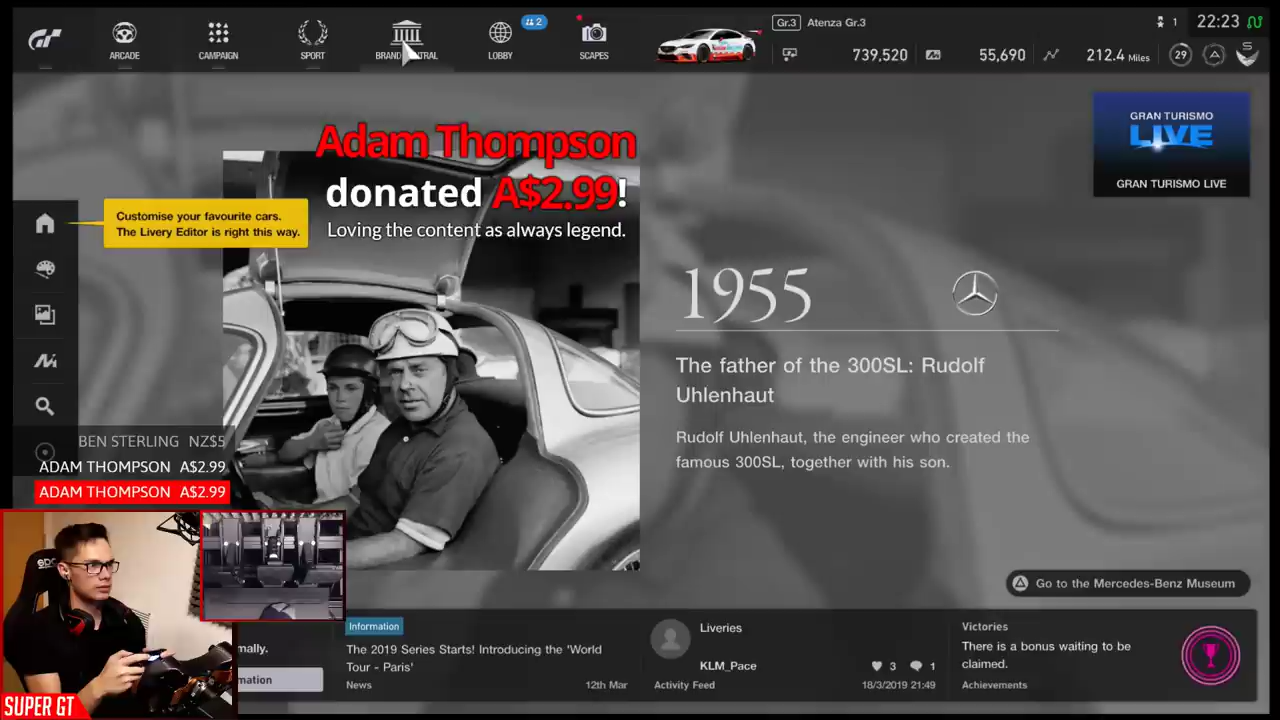 ARCADE
CAMPAIGN
SPORT
BRAND CENTRAL
LOBBY
2
SCAPES
Gr.3 Atenza Gr.3
1
22:23
739,520
55,690
212.4 Miles
29
S
GRAN TURISMO
LIVE
GRAN TURISMO LIVE
Adam Thompson
donated A$2.99!
Loving the content as always legend.
Customise your favourite cars.
The Livery Editor is right this way.
1955
The father of the 300SL: Rudolf
Uhlenhaut
Rudolf Uhlenhaut, the engineer who created the
famous 300SL, together with his son.
BEN STERLING NZ$5
ADAM THOMPSON A$2.99
ADAM THOMPSON A$2.99
Go to the Mercedes-Benz Museum
mally.
mation
Information
The 2019 Series Starts! Introducing the 'World
Tour - Paris'
News 12th Mar
Liveries
KLM_Pace
3 1
Activity Feed 18/3/2019 21:49
Victories
There is a bonus waiting to be
claimed.
Achievements
SUPER GT